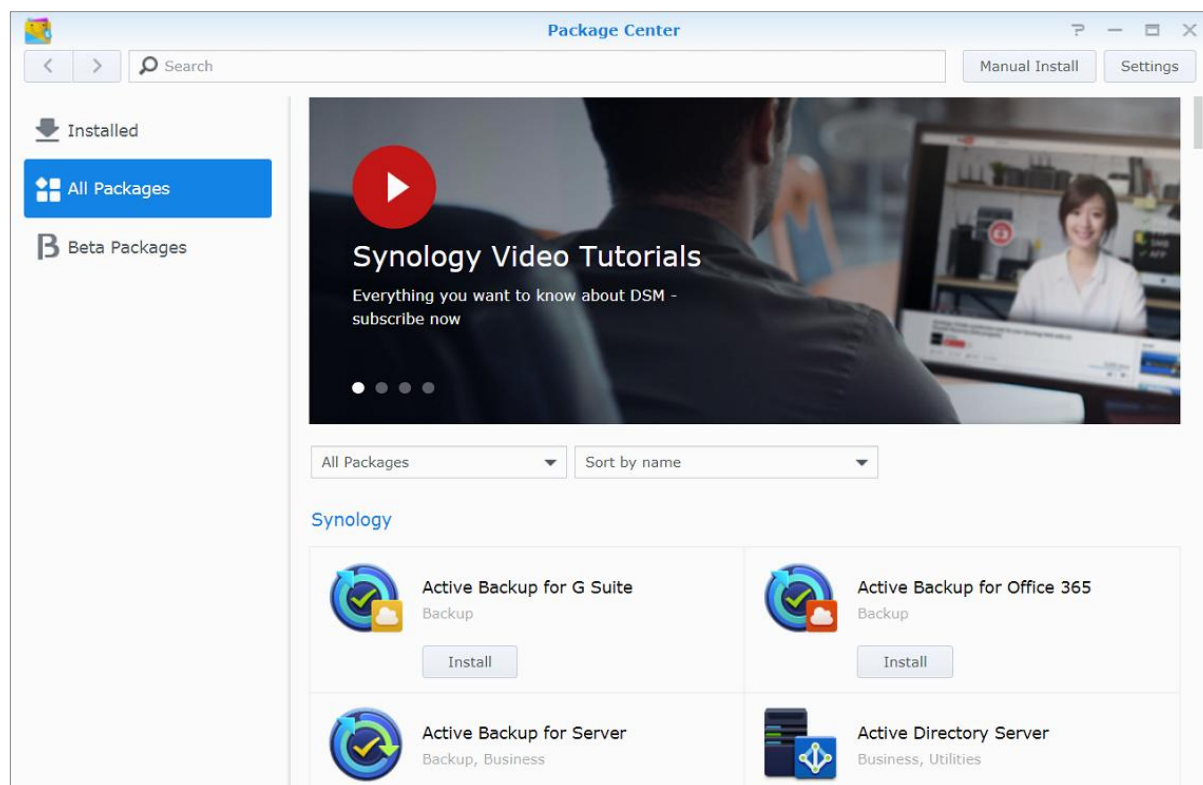 Package Center
Search
Manual Install
Settings
Installed
All Packages
Beta Packages
Synology Video Tutorials
Everything you want to know about DSM -
subscribe now
All Packages
Sort by name
Synology
Active Backup for G Suite
Backup
Install
Active Backup for Office 365
Backup
Install
Active Backup for Server
Backup, Business
Active Directory Server
Business, Utilities